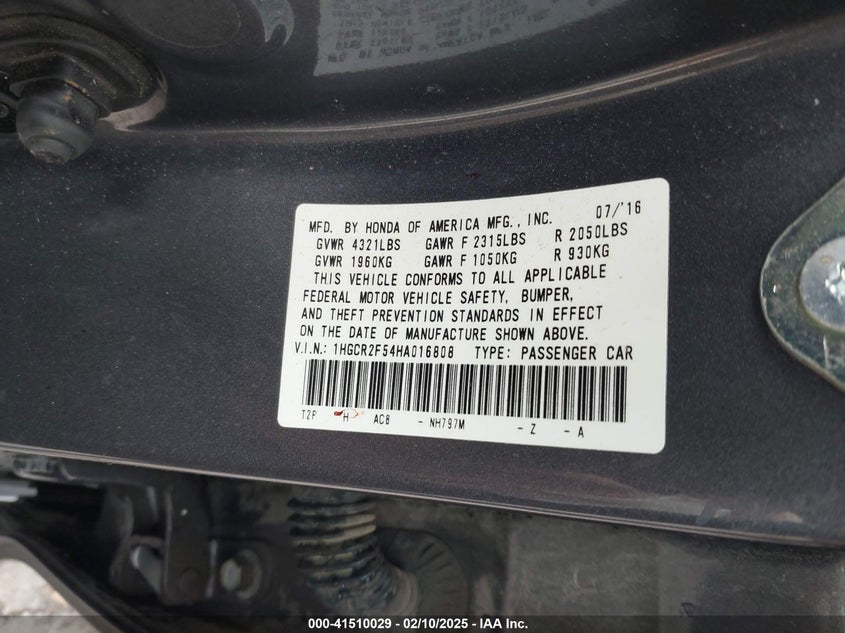 MFD. BY HONDA OF AMERICA MFG., INC. 07/'16
GVWR 4321LBS GAWR F 2315LBS R 2050LBS
GVWR 1960KG GAWR F 1050KG R 930KG
THIS VEHICLE CONFORMS TO ALL APPLICABLE
FEDERAL MOTOR VEHICLE SAFETY, BUMPER,
AND THEFT PREVENTION STANDARDS IN EFFECT
ON THE DATE OF MANUFACTURE SHOWN ABOVE.
V.I.N.: 1HGCR2F54HA016808 TYPE: PASSENGER CAR
T2F H AC8 - NH797M - Z - A
000-41510029 - 02/10/2025 - IAA Inc.